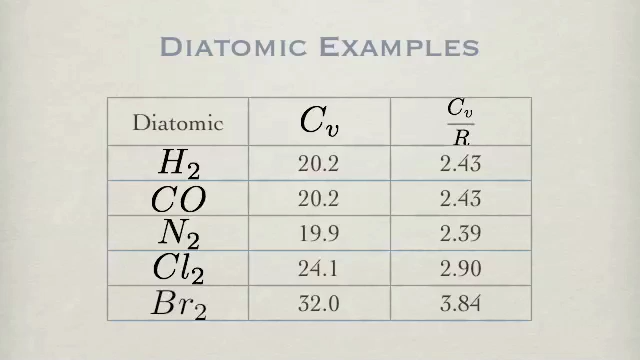 DIATOMIC EXAMPLES
Diatomic C_v C_v/R
H_2 20.2 2.43
CO 20.2 2.43
N_2 19.9 2.39
Cl_2 24.1 2.90
Br_2 32.0 3.84